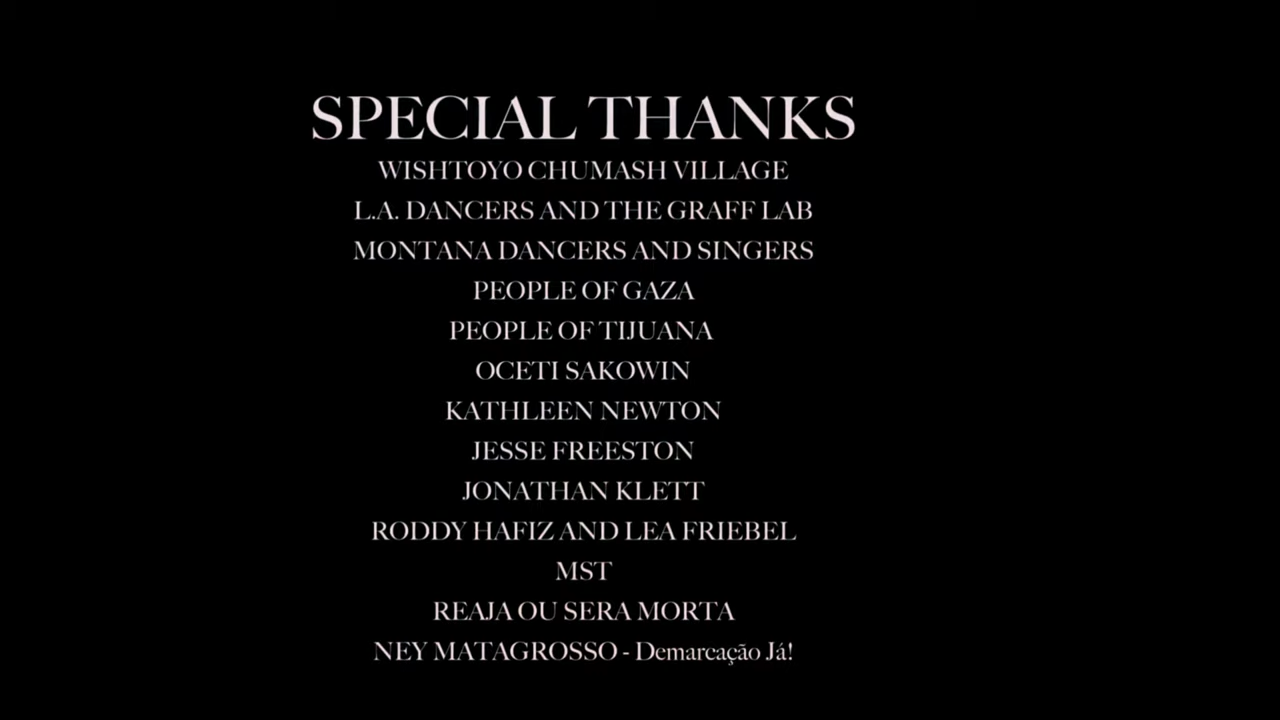 SPECIAL THANKS
WISHTOYO CHUMASH VILLAGE
L.A. DANCERS AND THE GRAFF LAB
MONTANA DANCERS AND SINGERS
PEOPLE OF GAZA
PEOPLE OF TIJUANA
OCETI SAKOWIN
KATHLEEN NEWTON
JESSE FREESTON
JONATHAN KLETT
RODDY HAFIZ AND LEA FRIEBEL
MST
REAJA OU SERA MORTA
NEY MATAGROSSO - Demarcação Já!